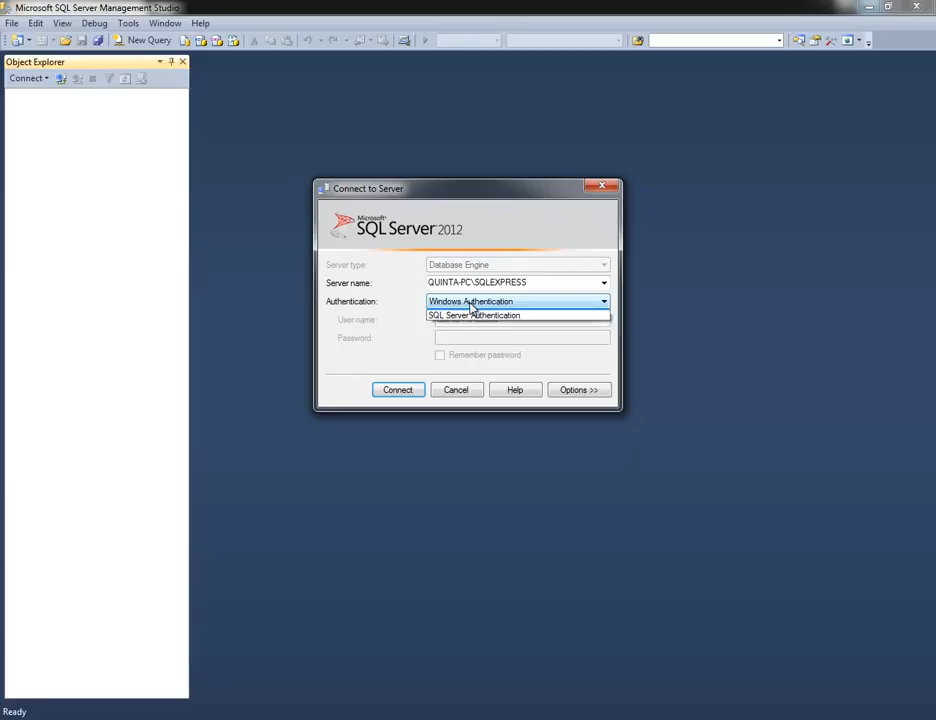 Microsoft SQL Server Management Studio
File Edit View Debug Tools Window Help
New Query
Object Explorer
Connect
Connect to Server
Microsoft
SQL Server 2012
Server type: Database Engine
Server name: QUINTA-PC\SQLEXPRESS
Authentication: Windows Authentication
SQL Server Authentication
User name:
Password:
Remember password
Connect Cancel Help Options >>
Ready